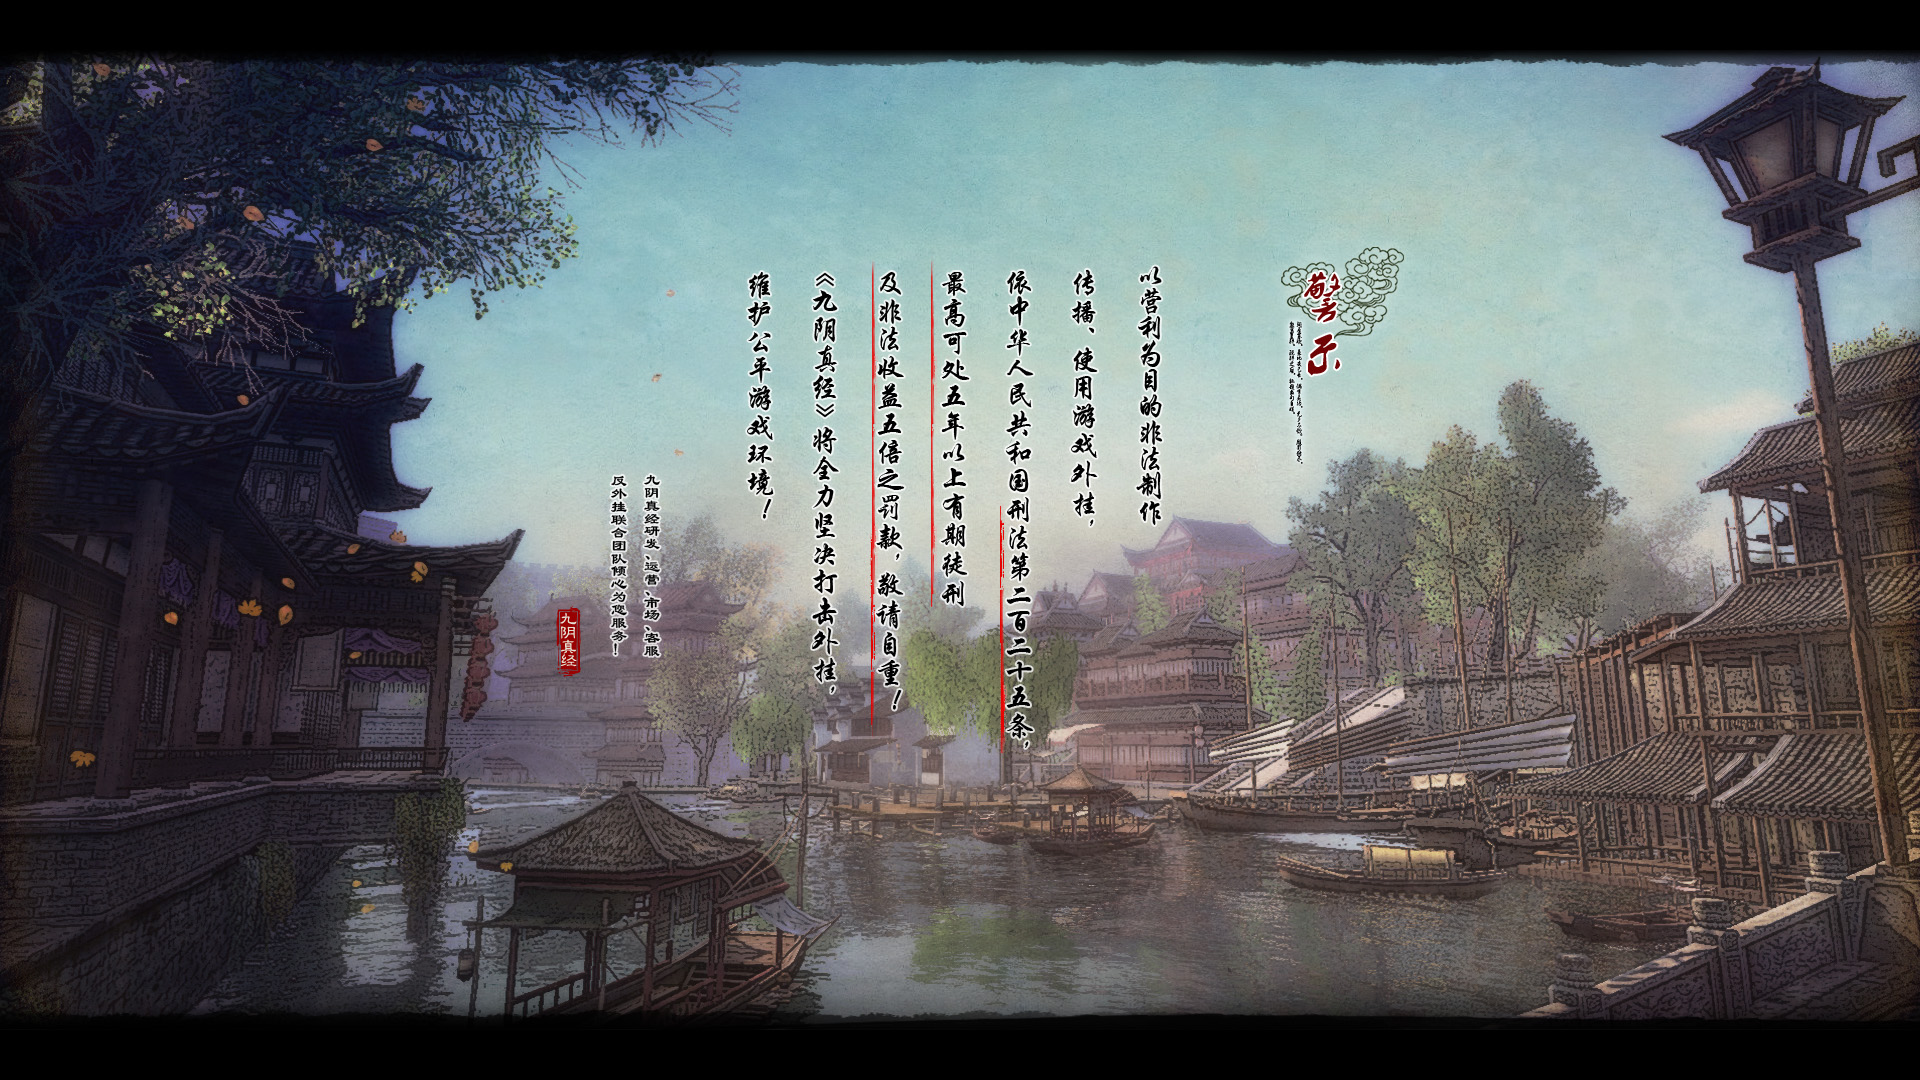 警示
以营利为目的非法制作
传播、使用游戏外挂，
依中华人民共和国刑法第二百二十五条，
最高可处五年以上有期徒刑
及非法收益五倍之罚款，敬请自重！
《九阴真经》将全力坚决打击外挂，
维护公平游戏环境！
九阴真经研发、运营、市场、客服
反外挂联合团队倾心为您服务！
九阴真经